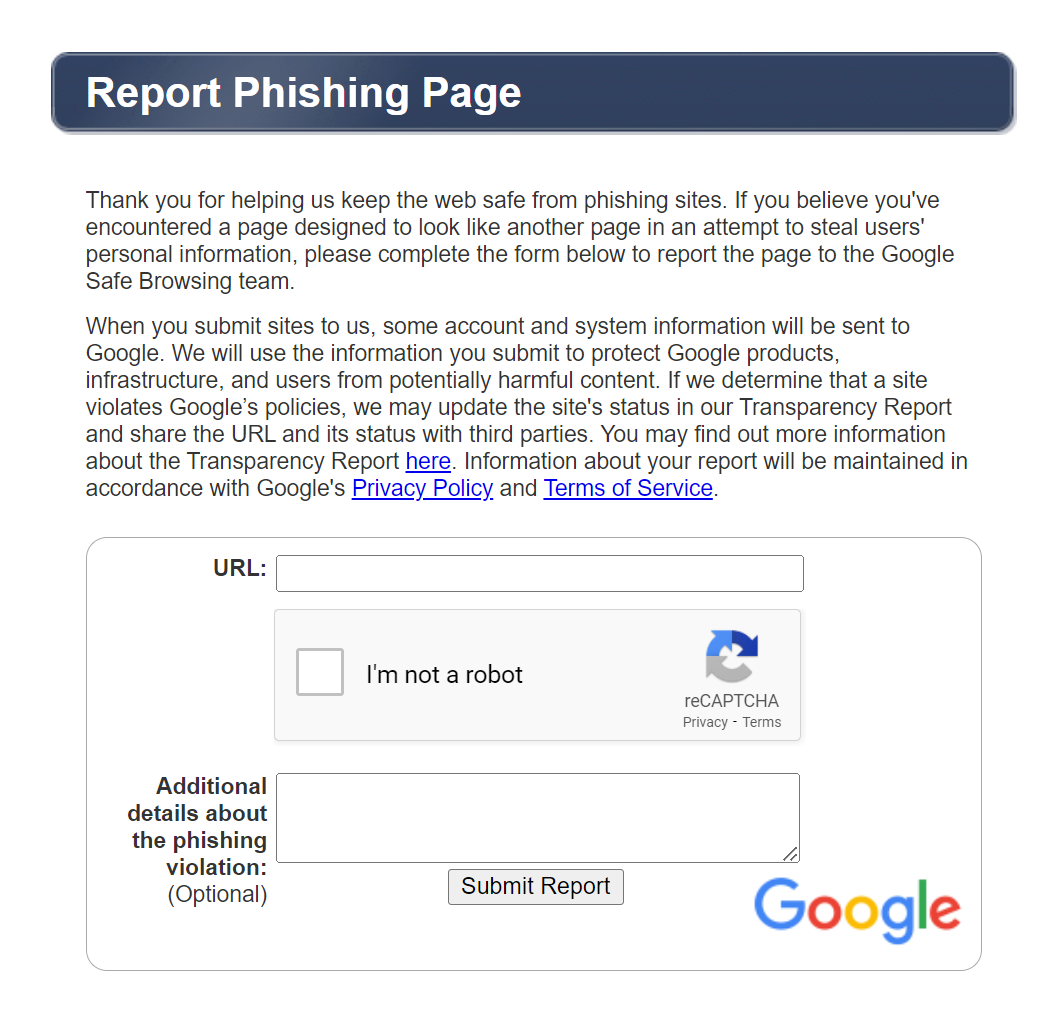 Report Phishing Page
Thank you for helping us keep the web safe from phishing sites. If you believe you've
encountered a page designed to look like another page in an attempt to steal users'
personal information, please complete the form below to report the page to the Google
Safe Browsing team.
When you submit sites to us, some account and system information will be sent to
Google. We will use the information you submit to protect Google products,
infrastructure, and users from potentially harmful content. If we determine that a site
violates Google’s policies, we may update the site's status in our Transparency Report
and share the URL and its status with third parties. You may find out more information
about the Transparency Report here. Information about your report will be maintained in
accordance with Google's Privacy Policy and Terms of Service.
URL:
I'm not a robot
reCAPTCHA
Privacy - Terms
Additional
details about
the phishing
violation:
(Optional)
Submit Report
Google